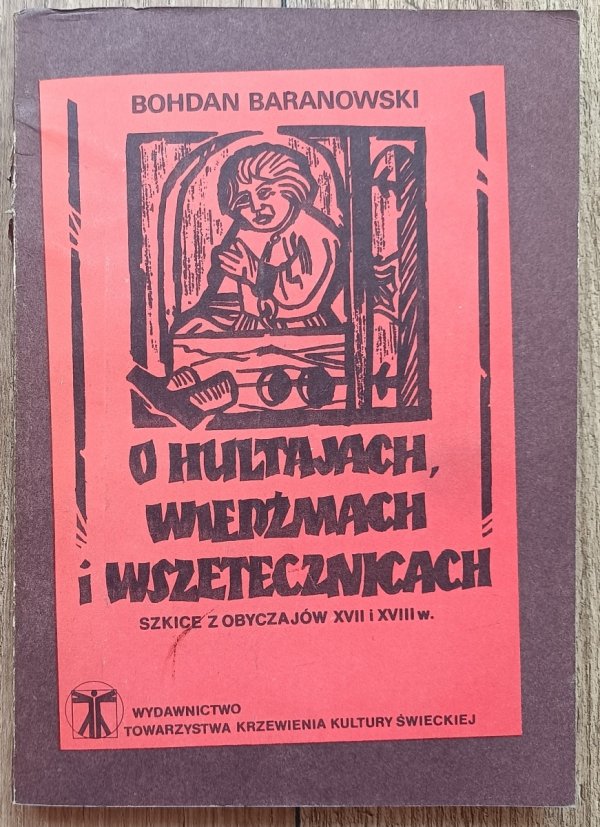 BOHDAN BARANOWSKI
O HULTAJACH,
WIEDŹMACH
i WSZETECZNICACH
SZKICE Z OBYCZAJÓW XVII i XVIII w.
WYDAWNICTWO
TOWARZYSTWA KRZEWIENIA KULTURY ŚWIECKIEJ